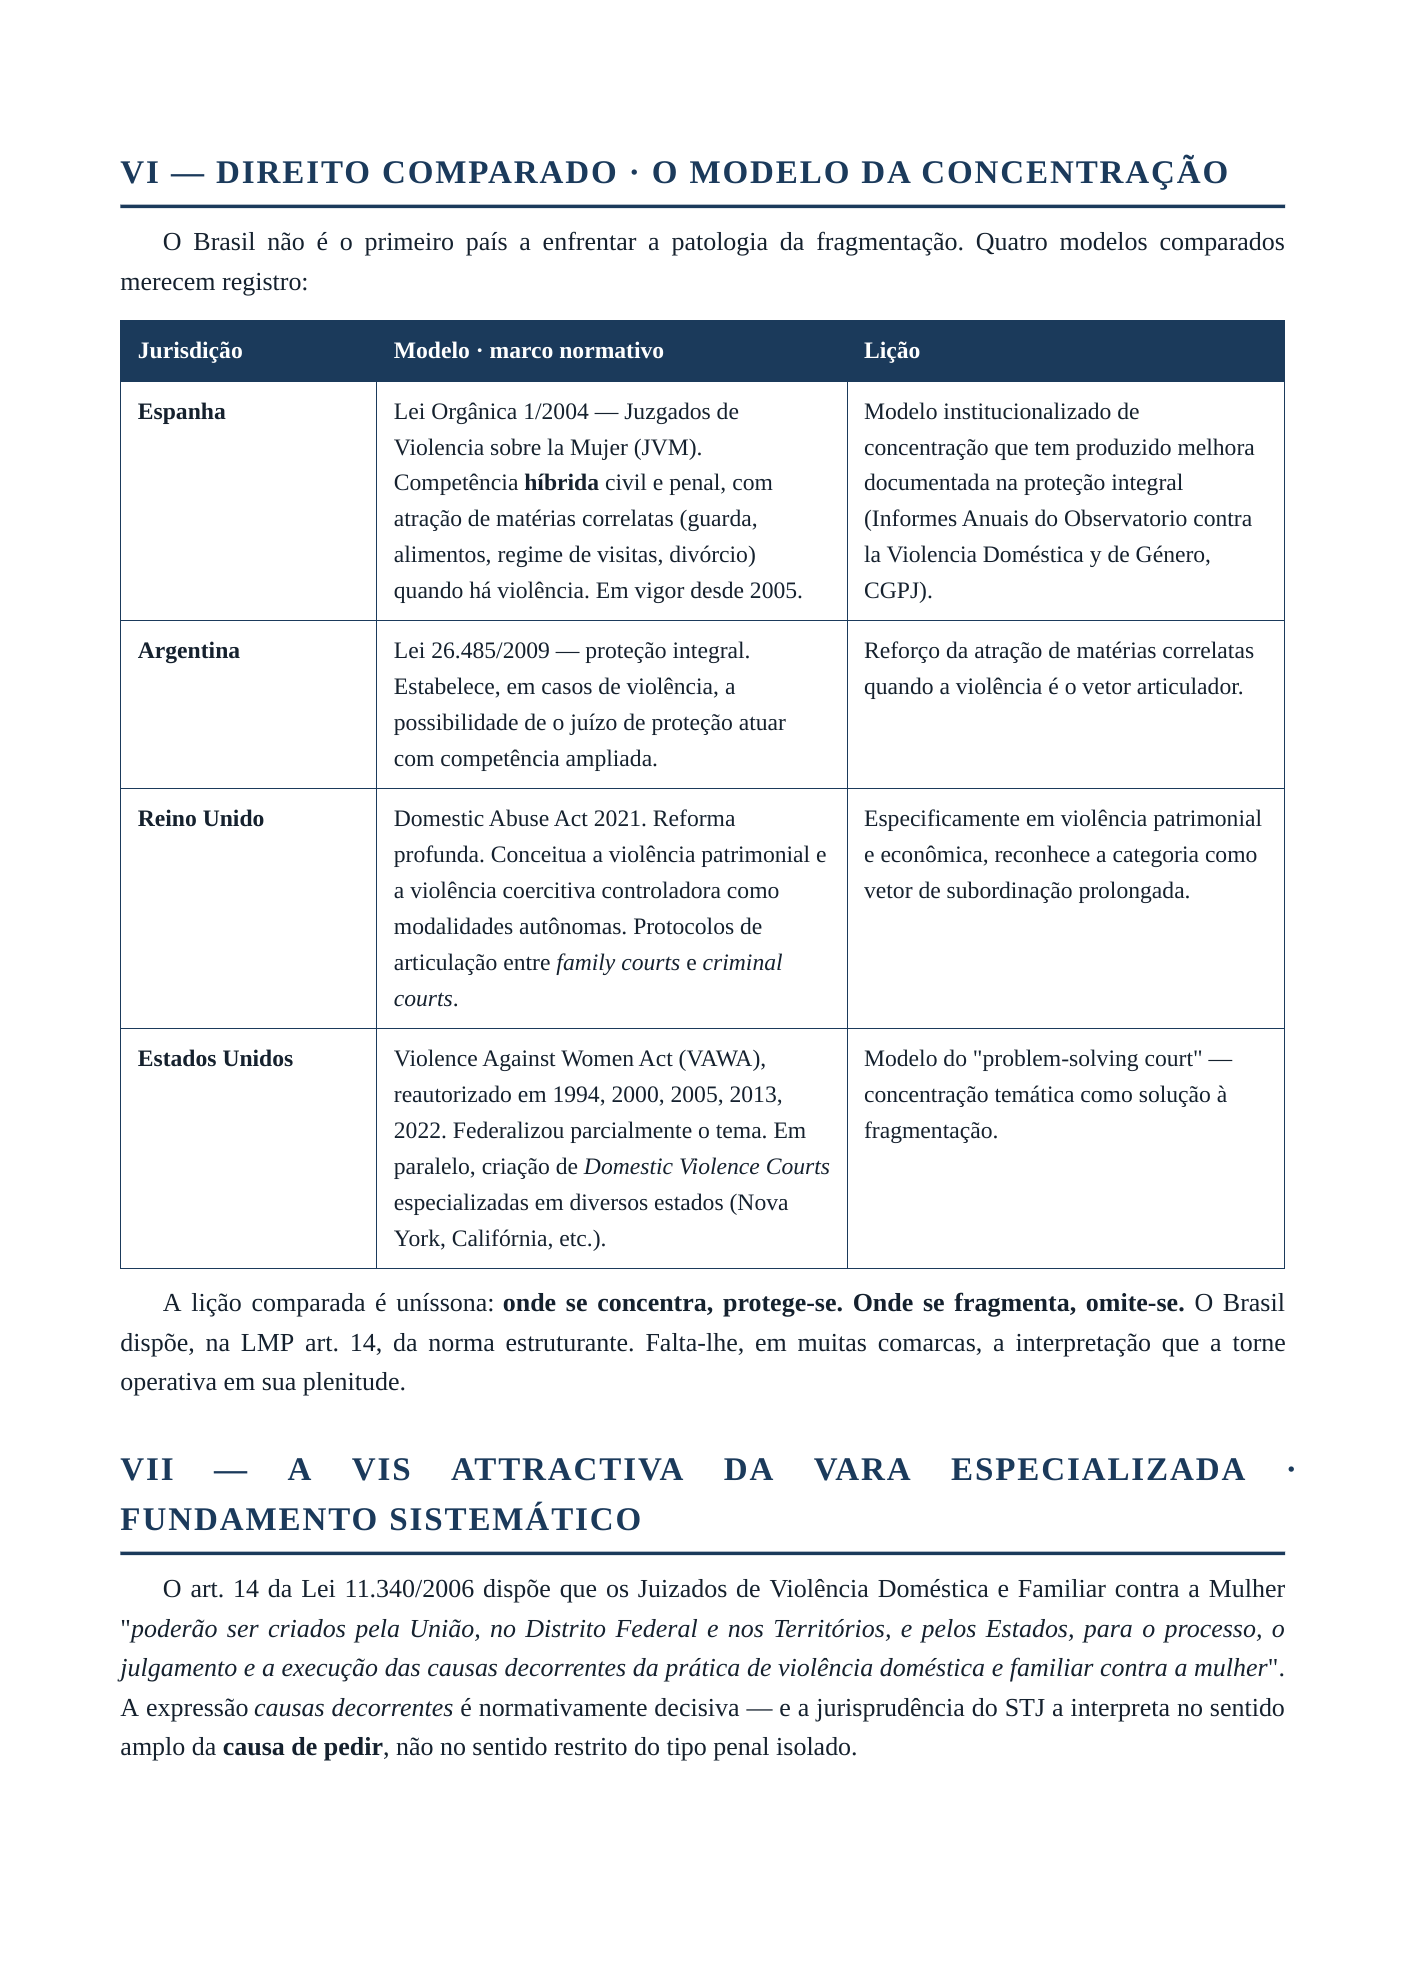 VI — DIREITO COMPARADO · O MODELO DA CONCENTRAÇÃO
O Brasil não é o primeiro país a enfrentar a patologia da fragmentação. Quatro modelos comparados
merecem registro:
Jurisdição
Modelo · marco normativo
Lição
Espanha
Lei Orgânica 1/2004 — Juzgados de
Violencia sobre la Mujer (JVM).
Competência híbrida civil e penal, com
atração de matérias correlatas (guarda,
alimentos, regime de visitas, divórcio)
quando há violência. Em vigor desde 2005.
Modelo institucionalizado de
concentração que tem produzido melhora
documentada na proteção integral
(Informes Anuais do Observatorio contra
la Violencia Doméstica y de Género,
CGPJ).
Argentina
Lei 26.485/2009 — proteção integral.
Estabelece, em casos de violência, a
possibilidade de o juízo de proteção atuar
com competência ampliada.
Reforço da atração de matérias correlatas
quando a violência é o vetor articulador.
Reino Unido
Domestic Abuse Act 2021. Reforma
profunda. Conceitua a violência patrimonial e
a violência coercitiva controladora como
modalidades autônomas. Protocolos de
articulação entre family courts e criminal
courts.
Especificamente em violência patrimonial
e econômica, reconhece a categoria como
vetor de subordinação prolongada.
Estados Unidos
Violence Against Women Act (VAWA),
reautorizado em 1994, 2000, 2005, 2013,
2022. Federalizou parcialmente o tema. Em
paralelo, criação de Domestic Violence Courts
especializadas em diversos estados (Nova
York, Califórnia, etc.).
Modelo do "problem-solving court" —
concentração temática como solução à
fragmentação.
A lição comparada é uníssona: onde se concentra, protege-se. Onde se fragmenta, omite-se. O Brasil
dispõe, na LMP art. 14, da norma estruturante. Falta-lhe, em muitas comarcas, a interpretação que a torne
operativa em sua plenitude.
VII — A VIS ATTRACTIVA DA VARA ESPECIALIZADA ·
FUNDAMENTO SISTEMÁTICO
O art. 14 da Lei 11.340/2006 dispõe que os Juizados de Violência Doméstica e Familiar contra a Mulher
"poderão ser criados pela União, no Distrito Federal e nos Territórios, e pelos Estados, para o processo, o
julgamento e a execução das causas decorrentes da prática de violência doméstica e familiar contra a mulher".
A expressão causas decorrentes é normativamente decisiva — e a jurisprudência do STJ a interpreta no sentido
amplo da causa de pedir, não no sentido restrito do tipo penal isolado.